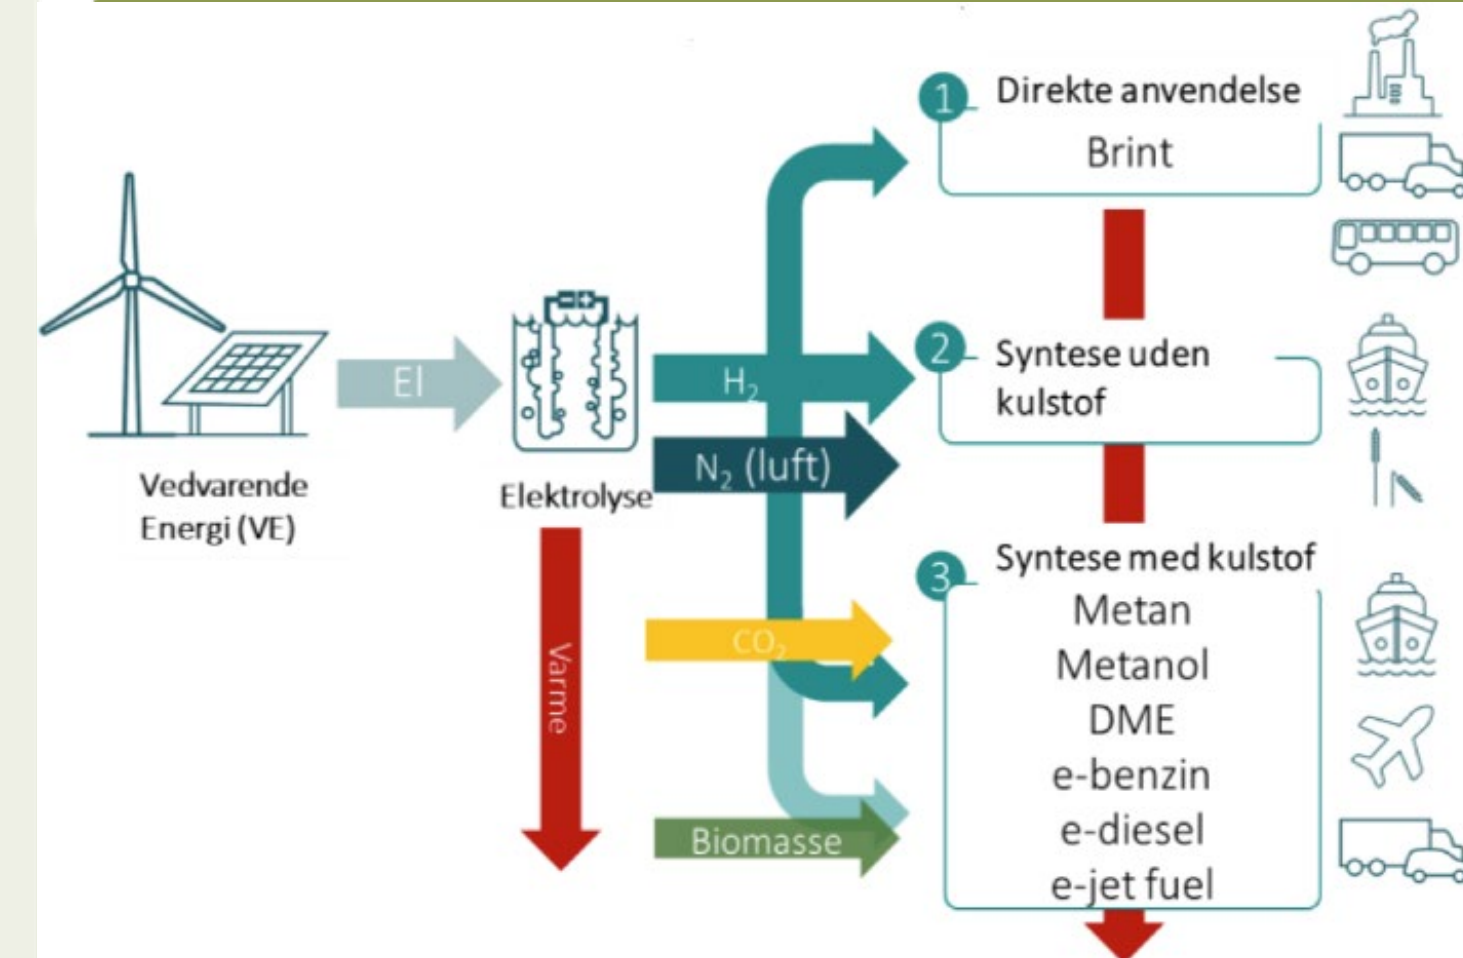 1
Direkte anvendelse
Brint
El
H₂
2
Syntese uden
kulstof
N₂ (luft)
Vedvarende
Energi (VE)
Elektrolyse
Varme
CO₂
Biomasse
3
Syntese med kulstof
Metan
Metanol
DME
e-benzin
e-diesel
e-jet fuel